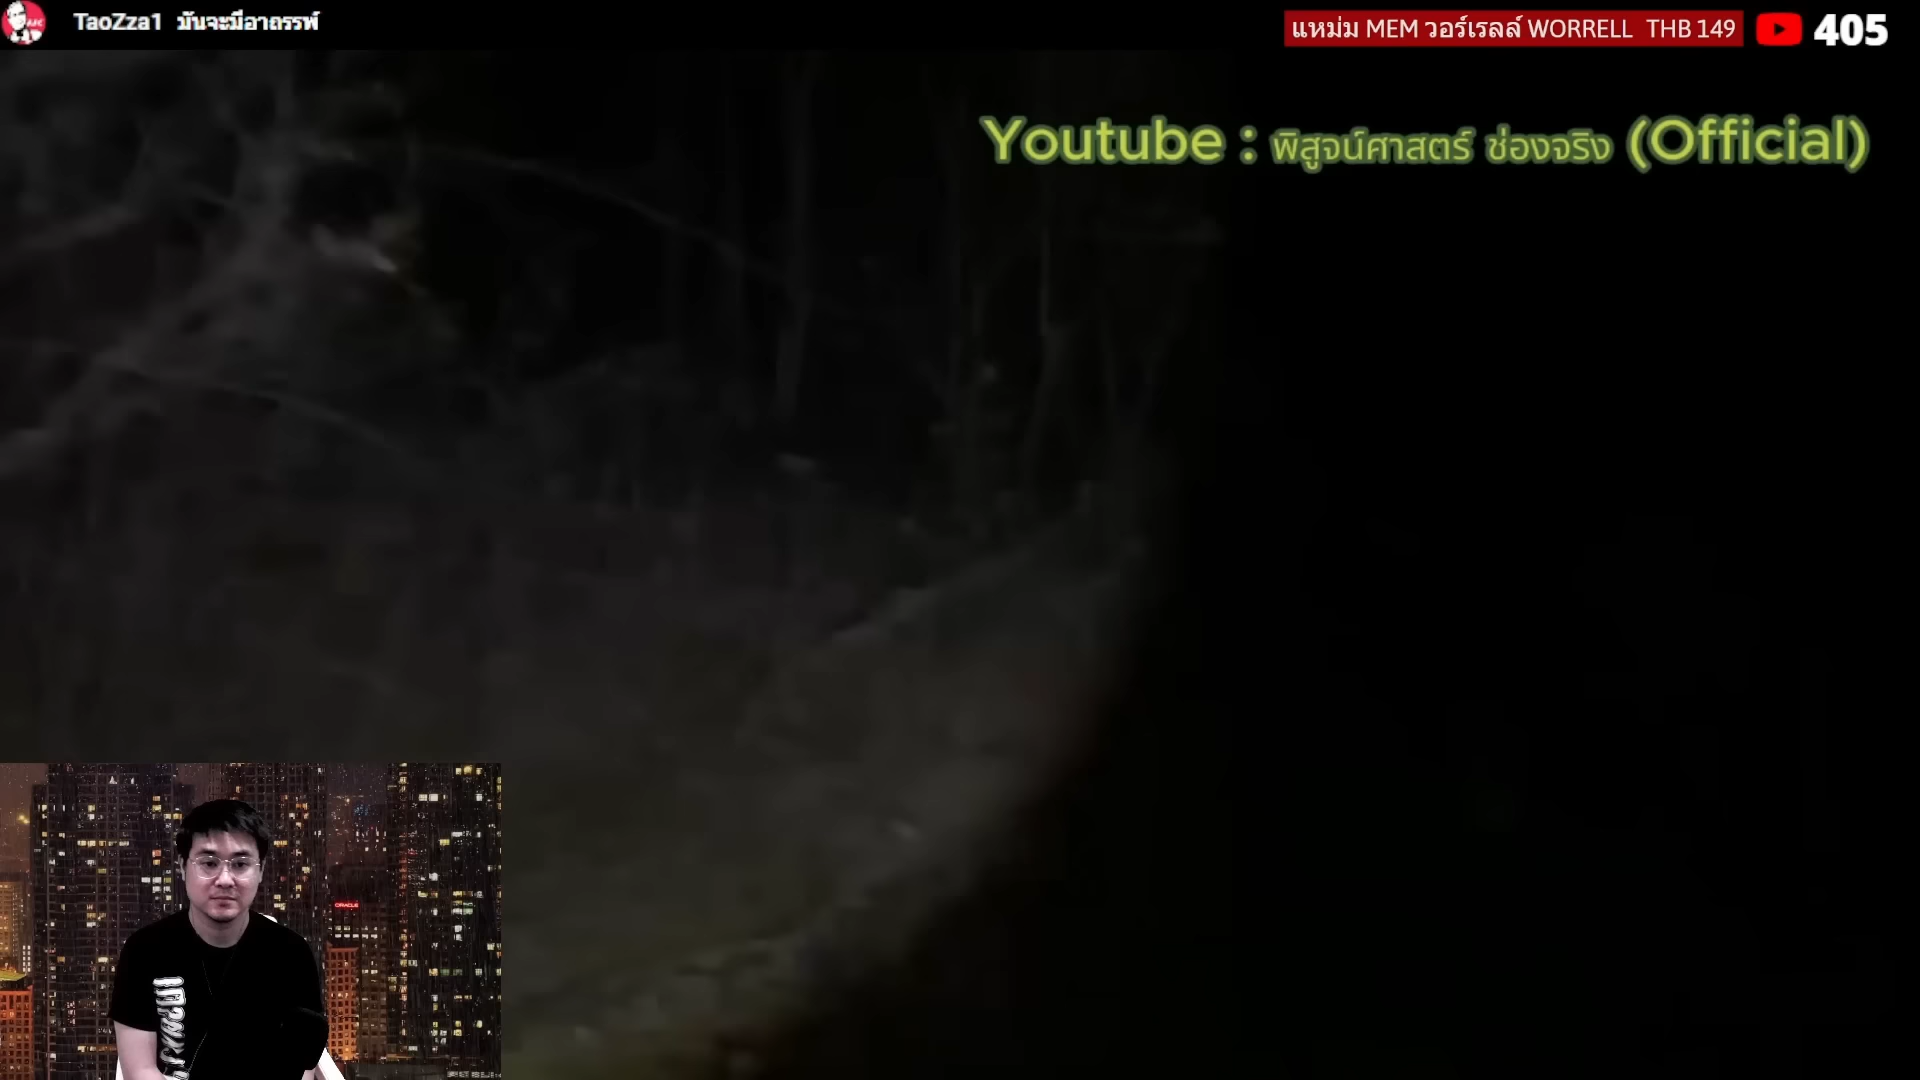 TaoZza1 มันจะมีอาถรรพ์
แหม่ม MEM วอร์เรลล์ WORRELL THB 149
405
Youtube : พิสูจน์ศาสตร์ ช่องจริง (Official)
ORACLE